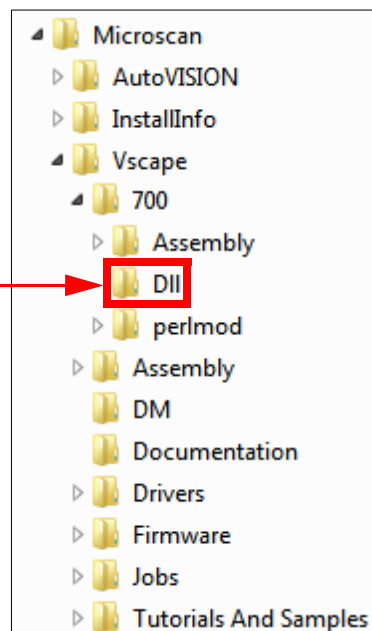 Microscan
AutoVISION
InstallInfo
Vscape
700
Assembly
Dll
perlmod
Assembly
DM
Documentation
Drivers
Firmware
Jobs
Tutorials And Samples